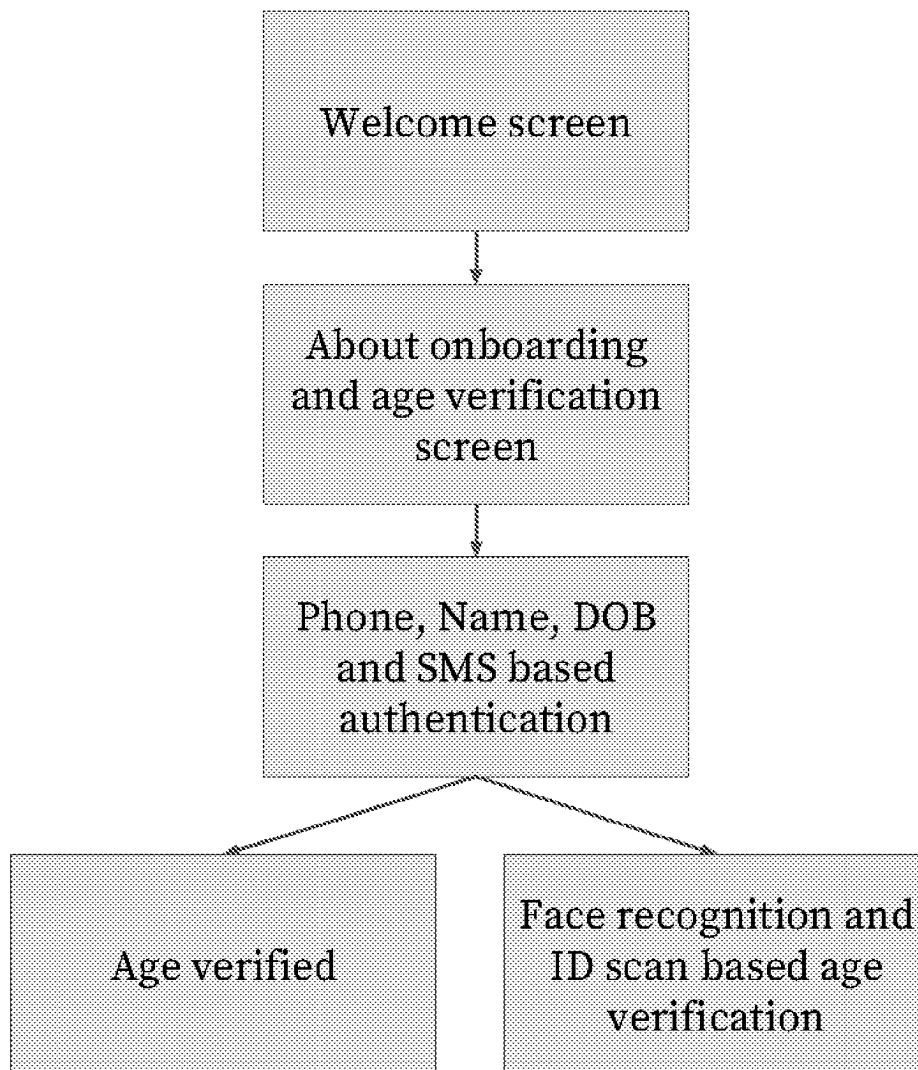 Welcome screen
About onboarding
and age verification
screen
Phone, Name, DOB
and SMS based
authentication
Age verified
Face recognition and
ID scan based age
verification